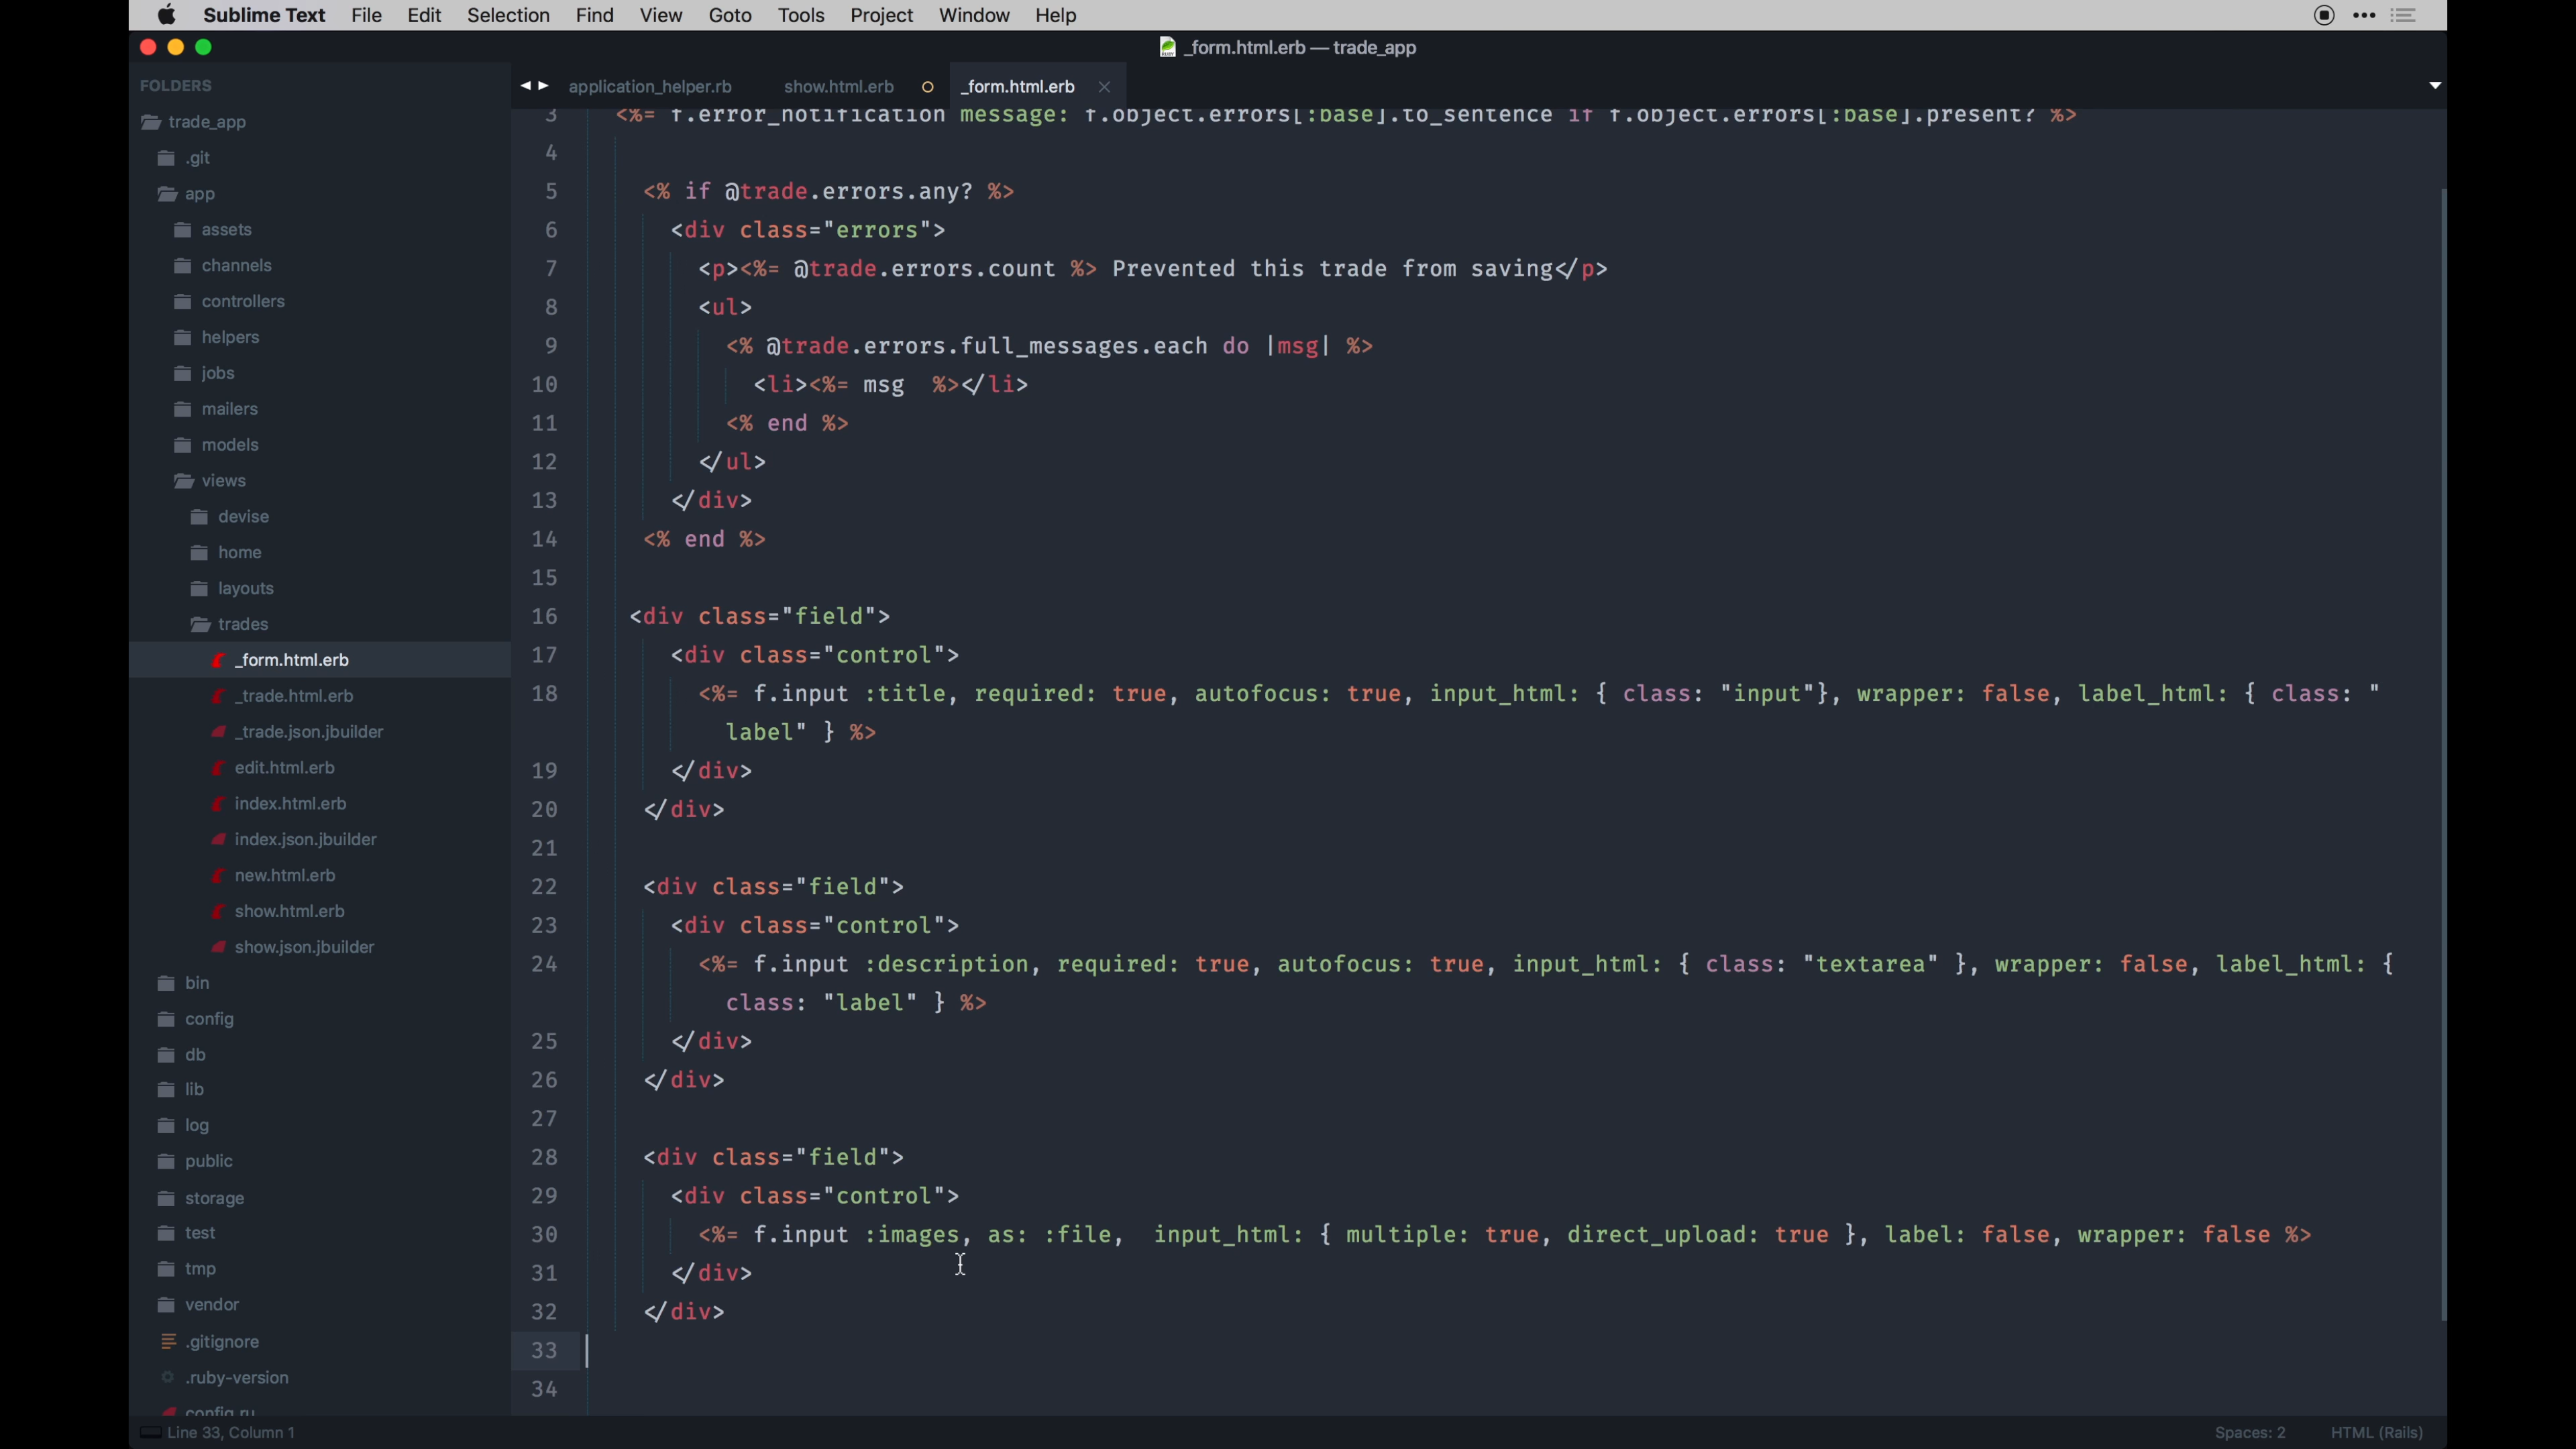 Sublime Text File Edit Selection Find View Goto Tools Project Window Help
_form.html.erb — trade_app
FOLDERS
trade_app
.git
app
assets
channels
controllers
helpers
jobs
mailers
models
views
devise
home
layouts
trades
_form.html.erb
_trade.html.erb
_trade.json.jbuilder
edit.html.erb
index.html.erb
index.json.jbuilder
new.html.erb
show.html.erb
show.json.jbuilder
bin
config
db
lib
log
public
storage
test
tmp
vendor
.gitignore
.ruby-version
config.ru
application_helper.rb show.html.erb _form.html.erb
3 <%= f.error_notification message: f.object.errors[:base].to_sentence if f.object.errors[:base].present? %>
4
5 <% if @trade.errors.any? %>
6 <div class="errors">
7 <p><%= @trade.errors.count %> Prevented this trade from saving</p>
8 <ul>
9 <% @trade.errors.full_messages.each do |msg| %>
10 <li><%= msg  %></li>
11 <% end %>
12 </ul>
13 </div>
14 <% end %>
15
16 <div class="field">
17 <div class="control">
18 <%= f.input :title, required: true, autofocus: true, input_html: { class: "input"}, wrapper: false, label_html: { class: "
label" } %>
19 </div>
20 </div>
21
22 <div class="field">
23 <div class="control">
24 <%= f.input :description, required: true, autofocus: true, input_html: { class: "textarea" }, wrapper: false, label_html: {
class: "label" } %>
25 </div>
26 </div>
27
28 <div class="field">
29 <div class="control">
30 <%= f.input :images, as: :file,  input_html: { multiple: true, direct_upload: true }, label: false, wrapper: false %>
31 </div>
32 </div>
33
34
Line 33, Column 1 Spaces: 2 HTML (Rails)